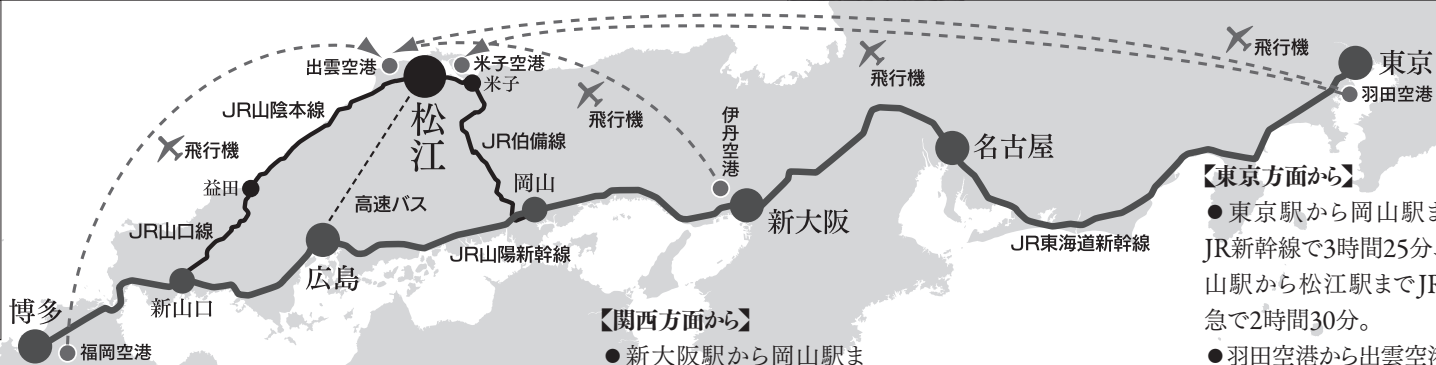 出雲空港
米子空港
米子
松江
JR山陰本線
飛行機
益田
JR山口線
博多
福岡空港
新山口
広島
高速バス
JR伯備線
岡山
JR山陽新幹線
飛行機
伊丹空港
新大阪
飛行機
名古屋
JR東海道新幹線
飛行機
東京
羽田空港
【関西方面から】
●新大阪駅から岡山駅ま
【東京方面から】
●東京駅から岡山駅ま
JR新幹線で3時間25分、
山駅から松江駅までJR
急で2時間30分。
●羽田空港から出雲空港